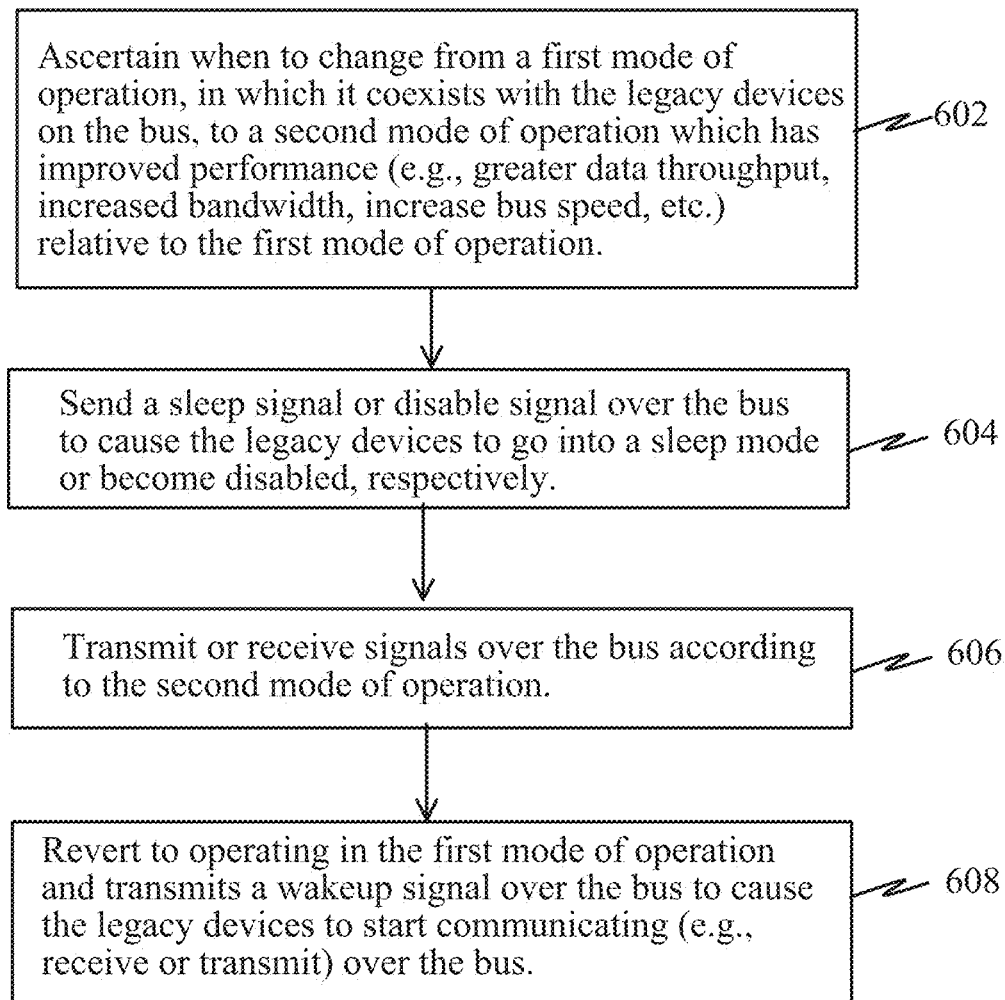 Ascertain when to change from a first mode of
operation, in which it coexists with the legacy devices
on the bus, to a second mode of operation which has
improved performance (e.g., greater data throughput,
increased bandwidth, increase bus speed, etc.)
relative to the first mode of operation.
602
Send a sleep signal or disable signal over the bus
to cause the legacy devices to go into a sleep mode
or become disabled, respectively.
604
Transmit or receive signals over the bus according
to the second mode of operation.
606
Revert to operating in the first mode of operation
and transmits a wakeup signal over the bus to cause
the legacy devices to start communicating (e.g.,
receive or transmit) over the bus.
608